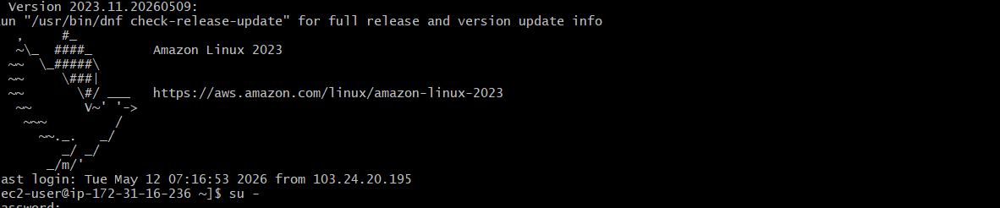 Version 2023.11.20260509:
un "/usr/bin/dnf check-release-update" for full release and version update info
   ,     #_
   ~\_  ####_        Amazon Linux 2023
  ~~  \_#####\
  ~~     \###|
  ~~       \#/ ___   https://aws.amazon.com/linux/amazon-linux-2023
   ~~       V~' '->
    ~~~         /
      ~~._.   _/
         _/ _/
       _/m/'
ast login: Tue May 12 07:16:53 2026 from 103.24.20.195
ec2-user@ip-172-31-16-236 ~]$ su -
assword: